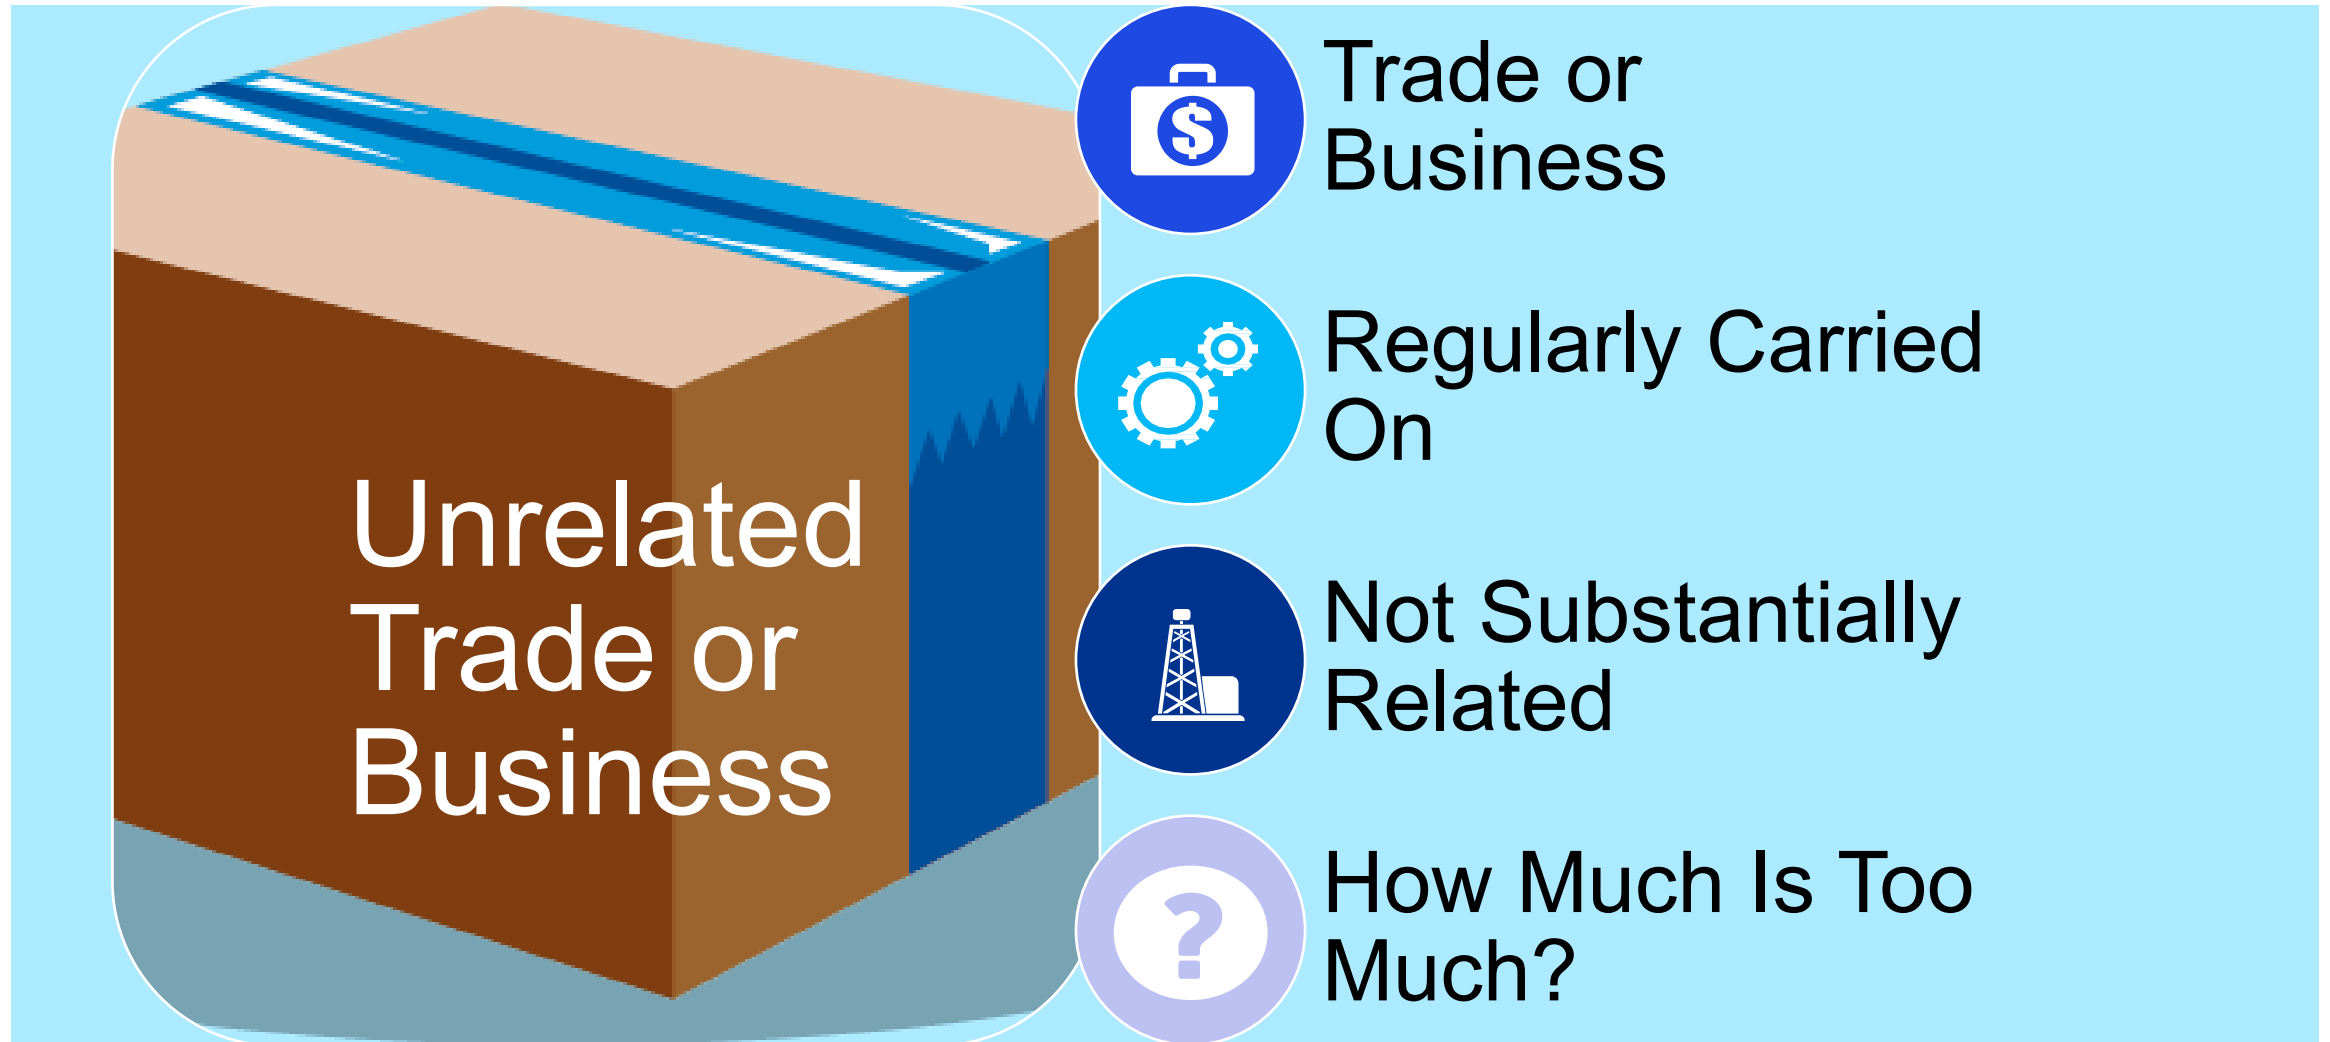 Unrelated
Trade or
Business
Trade or
Business
Regularly Carried
On
Not Substantially
Related
How Much Is Too
Much?